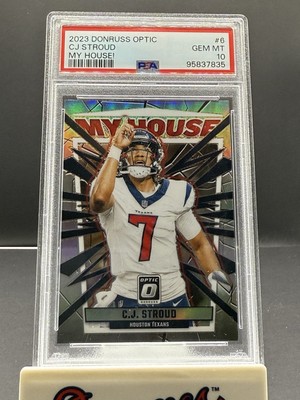 2023 DONRUSS OPTIC #6
CJ STROUD GEM MT
MY HOUSE! 10
PSA 95837835
MY HOUSE
TEXANS
7
OPTIC
DONRUSS
C.J. STROUD
HOUSTON TEXANS